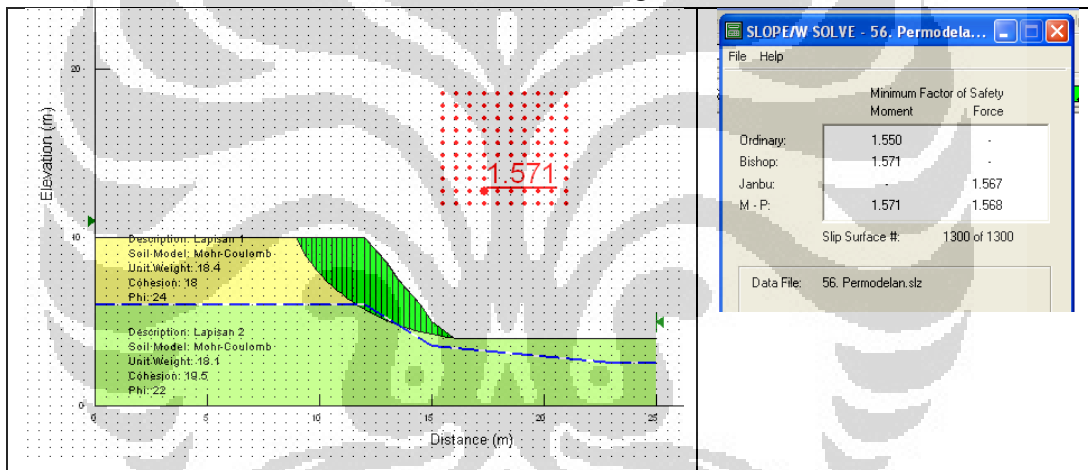 20
Elevation (m)
1.571
10
Description: Lapisan 1
Soil Model: Mohr-Coulomb
Unit Weight: 18.4
Cohesion: 18
Phi: 24
Description: Lapisan 2
Soil Model: Mohr-Coulomb
Unit Weight: 18.1
Cohesion: 19.5
Phi: 22
0
0 5 10 15 20 25
Distance (m)
SLOPE/W SOLVE - 56. Permodela...
File Help
Minimum Factor of Safety
Moment Force
Ordinary: 1.550 -
Bishop: 1.571 -
Janbu: - 1.567
M - P: 1.571 1.568
Slip Surface #: 1300 of 1300
Data File: 56. Permodelan.slz